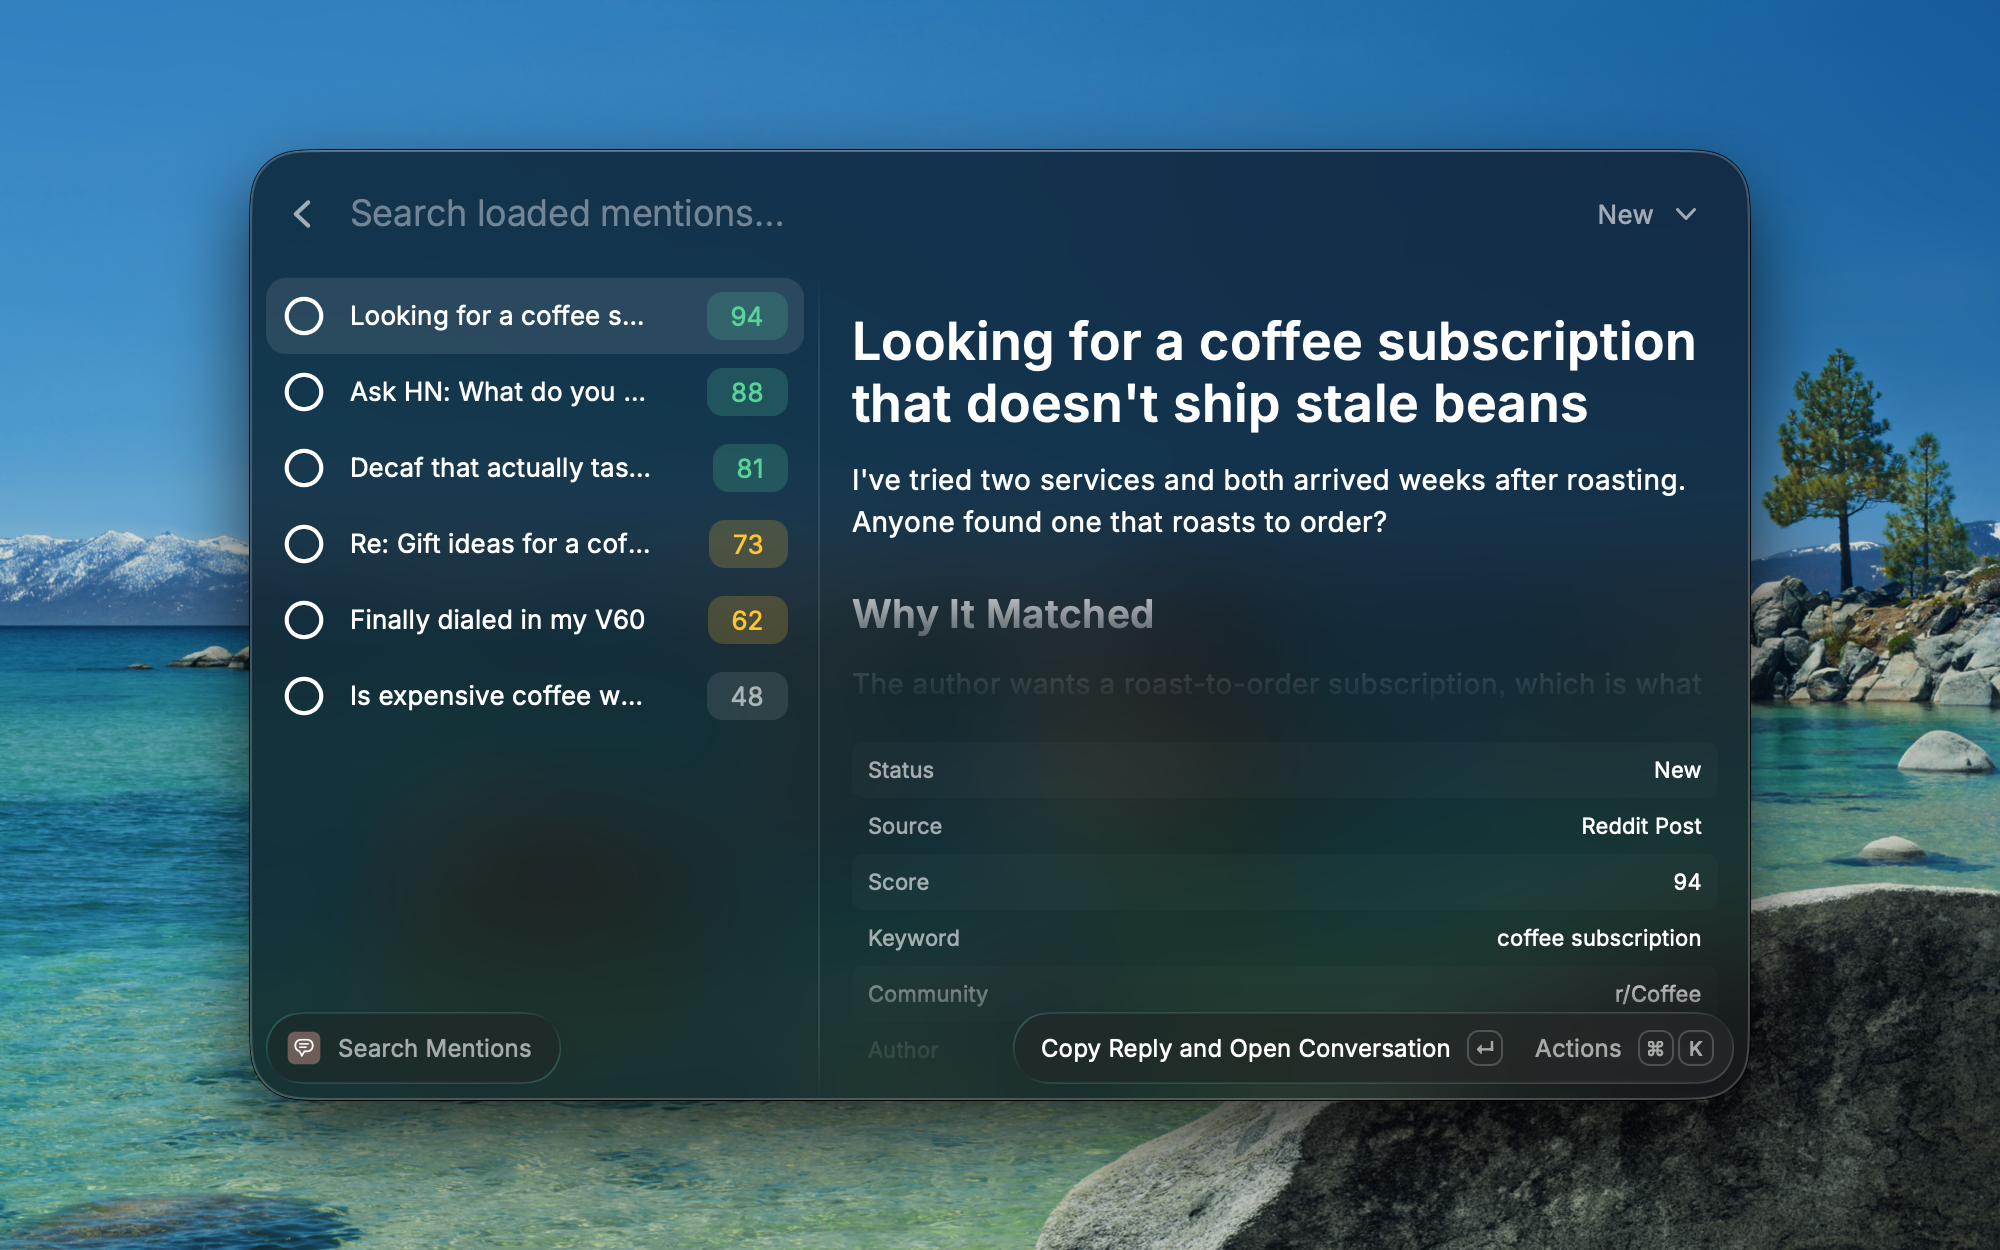 Search loaded mentions...
New
Looking for a coffee s... 94
Ask HN: What do you ... 88
Decaf that actually tas... 81
Re: Gift ideas for a cof... 73
Finally dialed in my V60 62
Is expensive coffee w... 48
Looking for a coffee subscription
that doesn't ship stale beans
I've tried two services and both arrived weeks after roasting.
Anyone found one that roasts to order?
Why It Matched
The author wants a roast-to-order subscription, which is what
Status New
Source Reddit Post
Score 94
Keyword coffee subscription
Community r/Coffee
Author
Search Mentions
Copy Reply and Open Conversation ↵ Actions ⌘ K